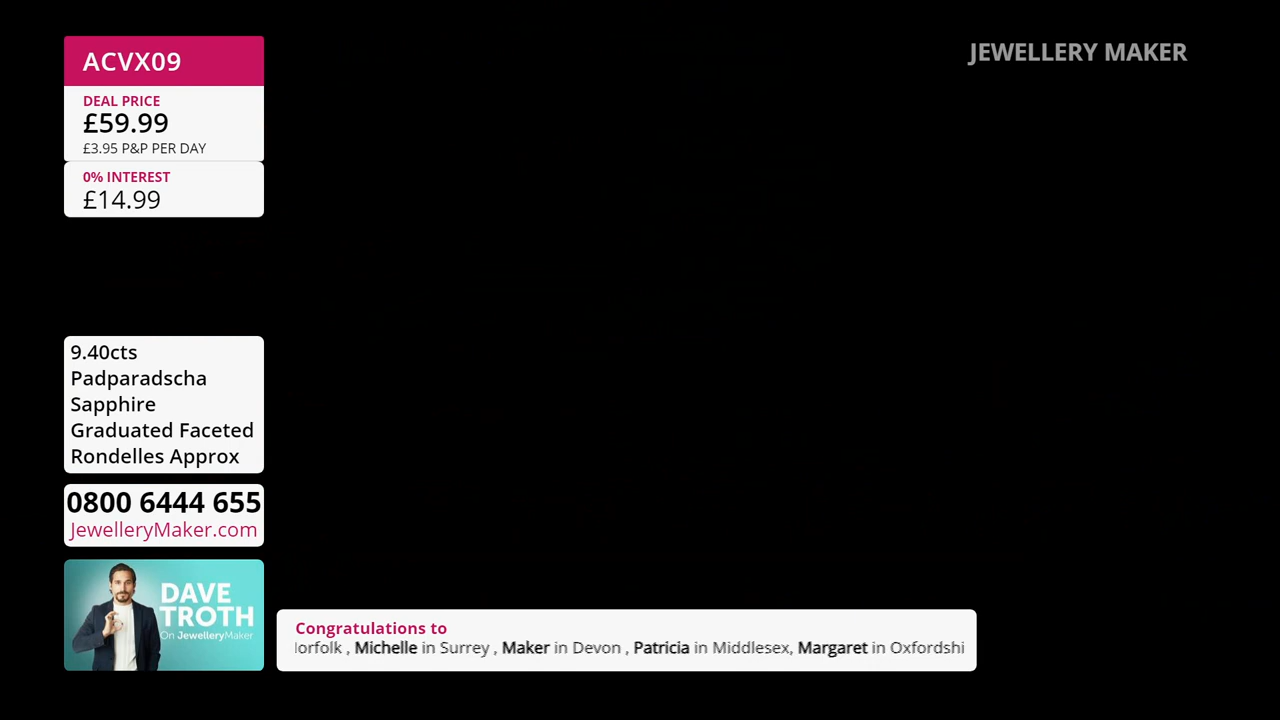 ACVX09
DEAL PRICE
£59.99
£3.95 P&P PER DAY
0% INTEREST
£14.99
JEWELLERY MAKER
9.40cts
Padparadscha
Sapphire
Graduated Faceted
Rondelles Approx
0800 6444 655
JewelleryMaker.com
DAVE
TROTH
On JewelleryMaker
Congratulations to
, Michelle in Surrey , Maker in Devon , Patricia in Middlesex, Margaret in Oxfordshi